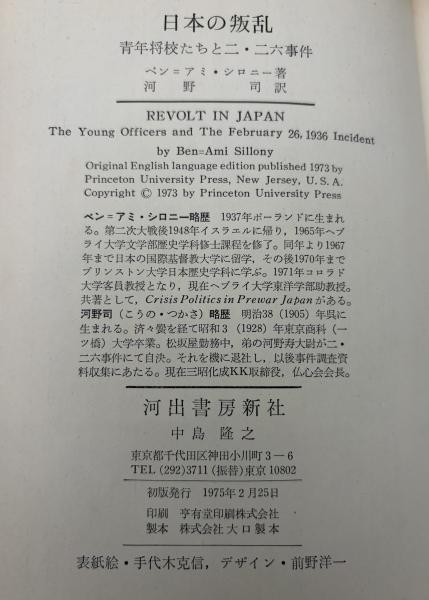 日本の叛乱
青年将校たちと二・二六事件
ベン＝アミ・シロニー著
河野 司訳
REVOLT IN JAPAN
The Young Officers and The February 26, 1936 Incident
by Ben=Ami Sillony
Original English language edition published 1973 by
Princeton University Press, New Jersey, U. S. A.
Copyright © 1973 by Princeton University Press
ベン＝アミ・シロニー略歴 1937年ポーランドに生まれ
る。第二次大戦後1948年イスラエルに帰り，1965年ヘブ
ライ大学文学部歴史学科修士課程を修了。同年より1967
年まで日本の国際基督教大学に留学，その後1970年まで
プリンストン大学日本歴史学科に学ぶ。1971年コロラド
大学客員教授となり，現在ヘブライ大学東洋学部助教授。
共著として，Crisis Politics in Prewar Japanがある。
河野司（こうの・つかさ）略歴 明治38（1905）年呉に
生まれる。済々黌を経て昭和3（1928）年東京商科（一
ツ橋）大学卒業。松坂屋勤務中，弟の河野寿大尉が二・
二六事件にて自決。それを機に退社し，以後事件調査資
料収集にあたる。現在三昭化成KK取締役，仏心会会長。
河出書房新社
中島隆之
東京都千代田区神田小川町3－6
TEL (292)3711 (振替) 東京 10802
初版発行 1975年2月25日
印刷 亨有堂印刷株式会社
製本 株式会社大口製本
表紙絵・手代木克信，デザイン・前野洋一